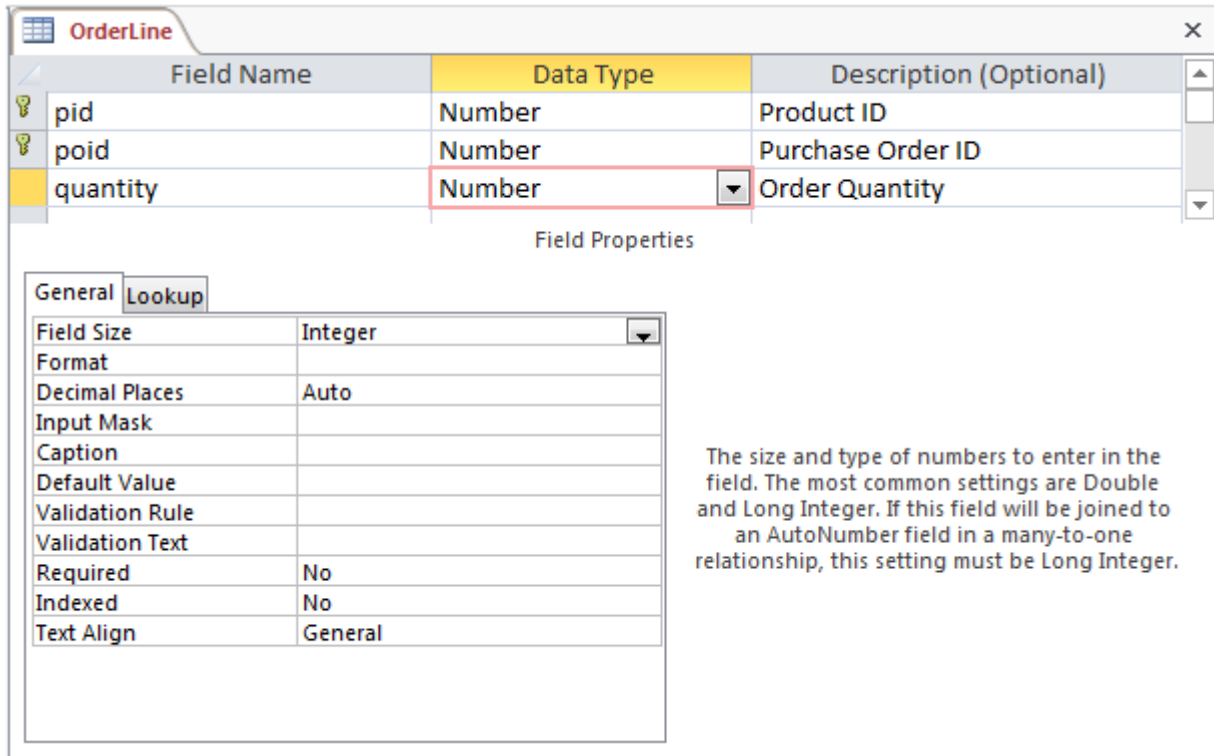 OrderLine
Field Name Data Type Description (Optional)
pid Number Product ID
poid Number Purchase Order ID
quantity Number Order Quantity
Field Properties
General Lookup
Field Size Integer
Format
Decimal Places Auto
Input Mask
Caption
Default Value
Validation Rule
Validation Text
Required No
Indexed No
Text Align General
The size and type of numbers to enter in the
field. The most common settings are Double
and Long Integer. If this field will be joined to
an AutoNumber field in a many-to-one
relationship, this setting must be Long Integer.